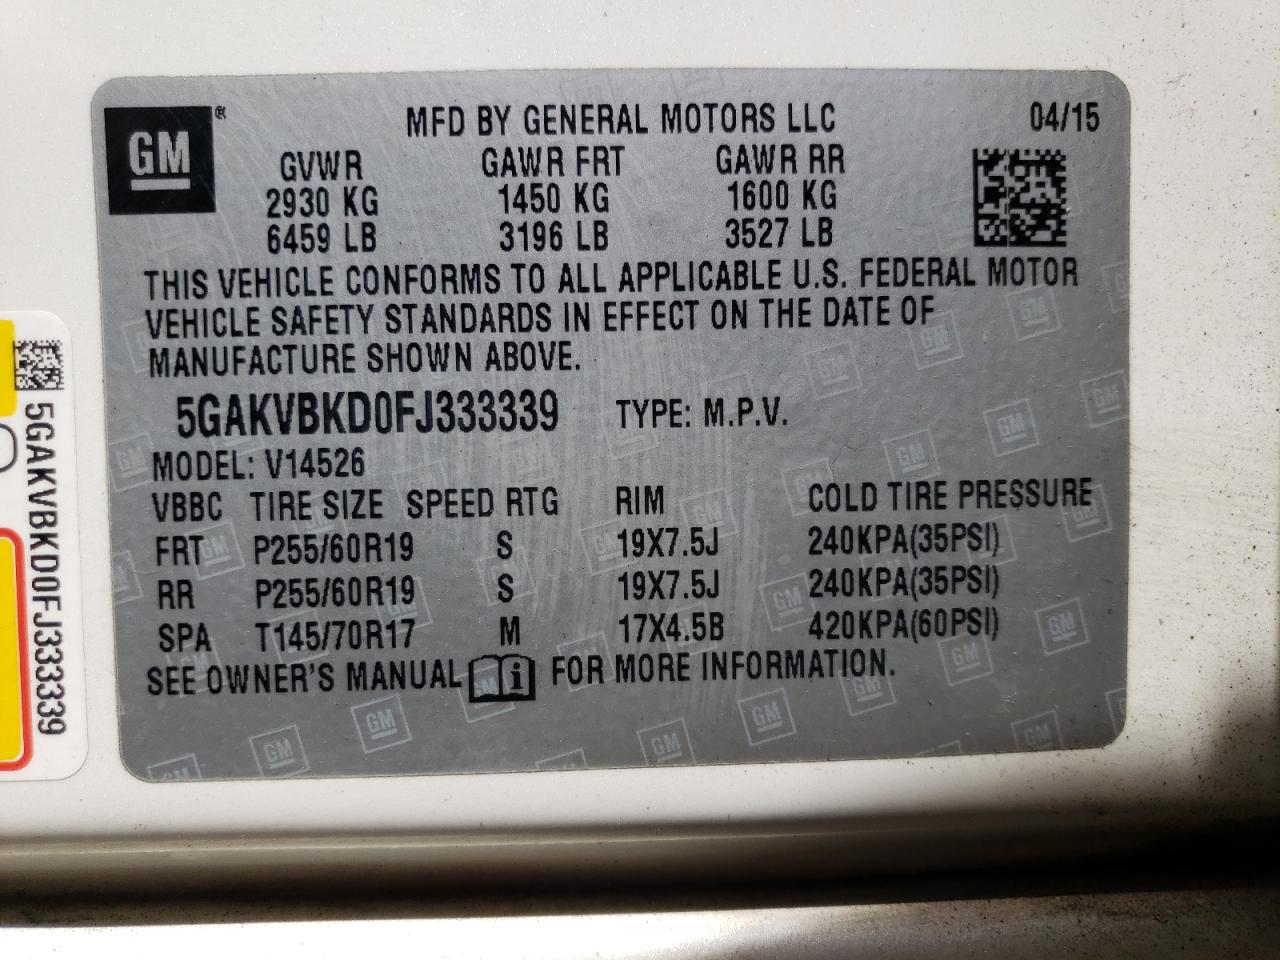 GM®
MFD BY GENERAL MOTORS LLC 04/15
GVWR GAWR FRT GAWR RR
2930 KG 1450 KG 1600 KG
6459 LB 3196 LB 3527 LB
THIS VEHICLE CONFORMS TO ALL APPLICABLE U.S. FEDERAL MOTOR
VEHICLE SAFETY STANDARDS IN EFFECT ON THE DATE OF
MANUFACTURE SHOWN ABOVE.
5GAKVBKD0FJ333339 TYPE: M.P.V.
MODEL: V14526
VBBC TIRE SIZE SPEED RTG RIM COLD TIRE PRESSURE
FRT P255/60R19 S 19X7.5J 240KPA(35PSI)
RR P255/60R19 S 19X7.5J 240KPA(35PSI)
SPA T145/70R17 M 17X4.5B 420KPA(60PSI)
SEE OWNER'S MANUAL i FOR MORE INFORMATION.
5GAKVBKD0FJ333339